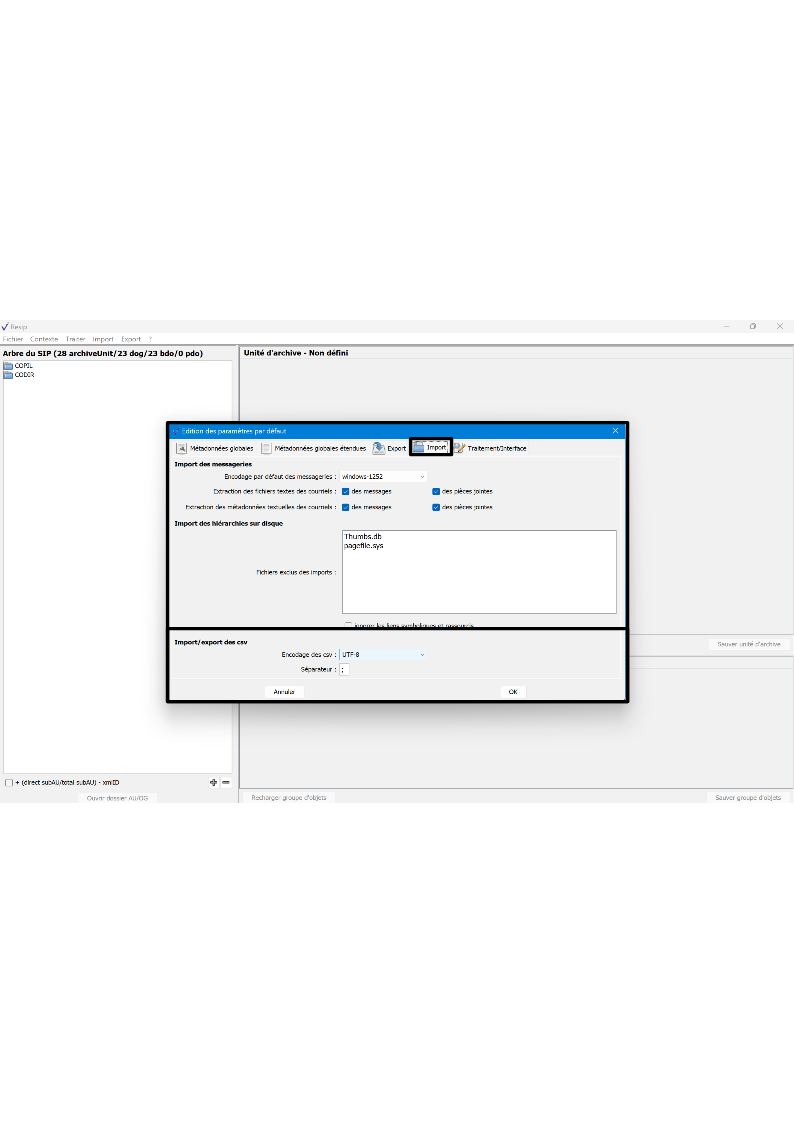 Resip
Fichier Contexte Traiter Import Export ?
Arbre du SIP (28 archiveUnit/23 dog/23 bdo/0 pdo)
COPIL
CODIR
Unité d'archive - Non défini
Edition des paramètres par défaut
Métadonnées globales Métadonnées globales étendues Export Import Traitement/Interface
Import des messageries
Encodage par défaut des messageries : windows-1252
Extraction des fichiers textes des courriels : des messages des pièces jointes
Extraction des métadonnées textuelles des courriels : des messages des pièces jointes
Import des hiérarchies sur disque
Thumbs.db
pagefile.sys
Fichiers exclus des imports :
ignorer les liens symboliques et raccourcis
Import/export des csv
Encodage des csv : UTF-8
Séparateur : ;
Annuler OK
Sauver unité d'archive
+ (direct subAU/total subAU) - xmlID
Ouvrir dossier AU/OG
Recharger groupe d'objets
Sauver groupe d'objets